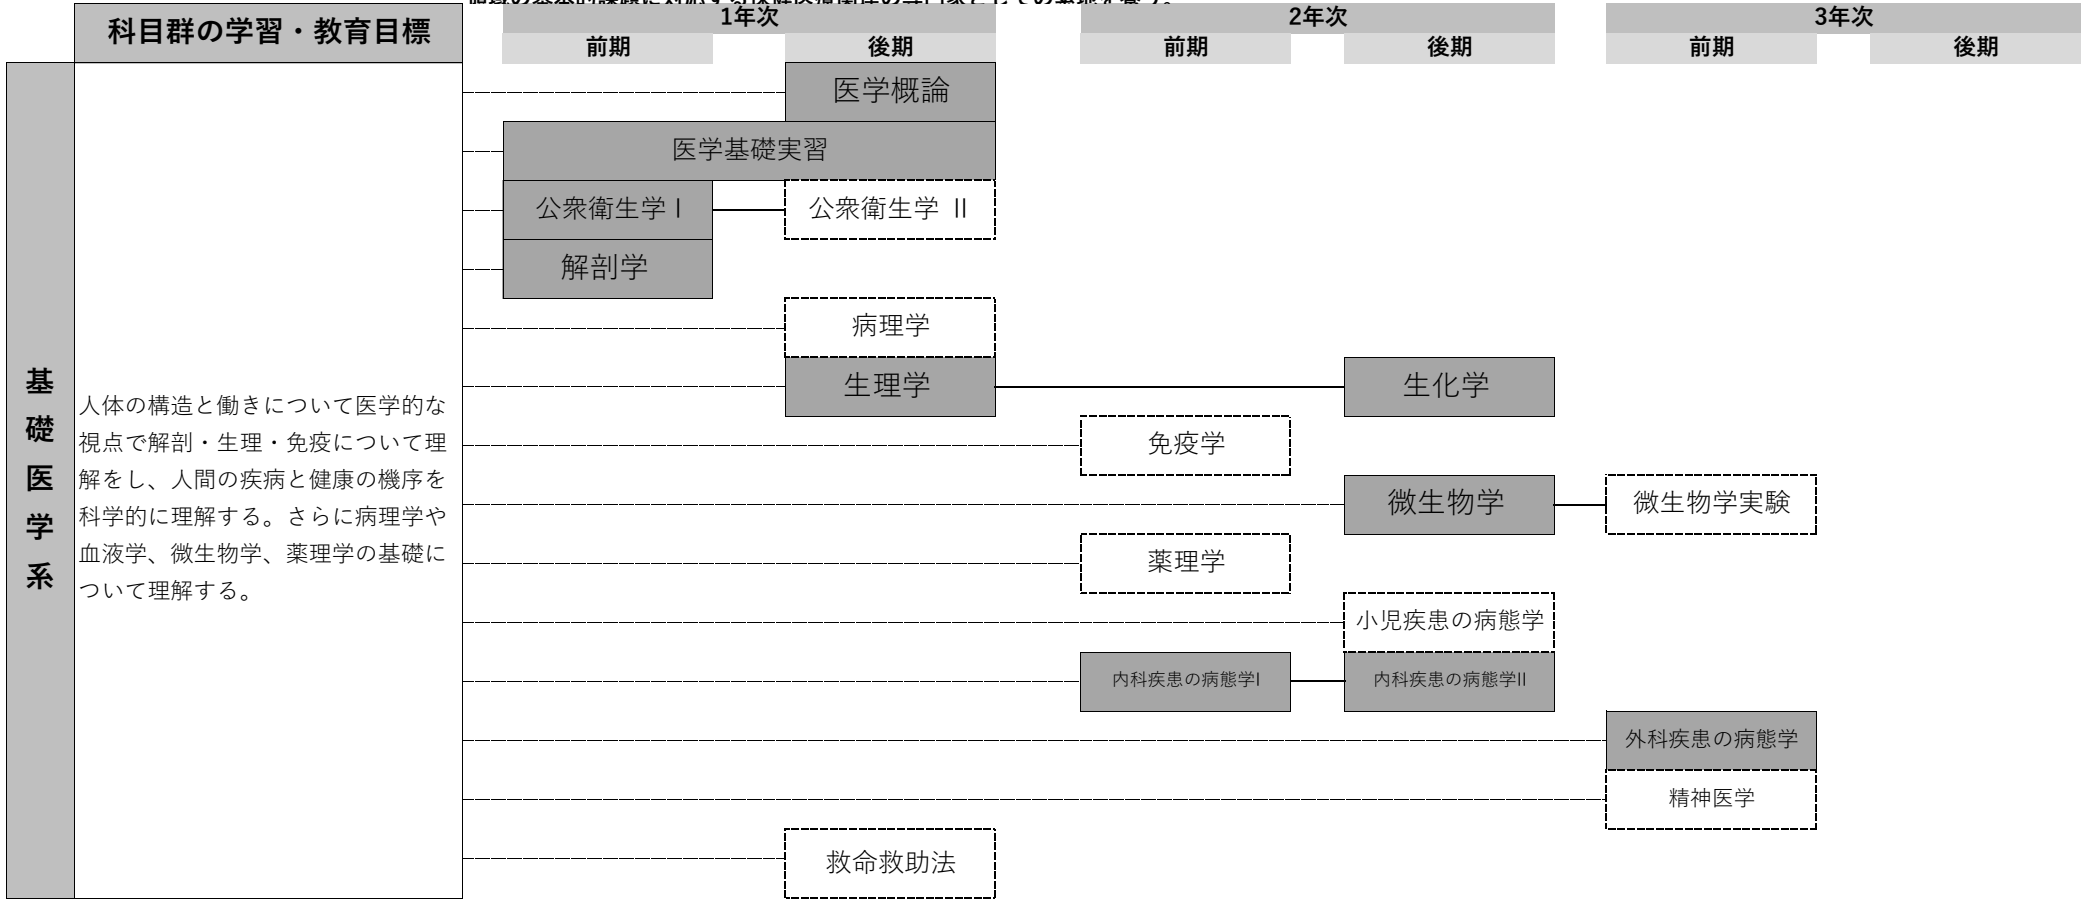 科目群の学習・教育目標
1年次
2年次
3年次
前期
後期
前期
後期
前期
後期
基礎医学系
人体の構造と働きについて医学的な
視点で解剖・生理・免疫について理
解をし、人間の疾病と健康の機序を
科学的に理解する。さらに病理学や
血液学、微生物学、薬理学の基礎に
ついて理解する。
医学概論
医学基礎実習
公衆衛生学 I
公衆衛生学 II
解剖学
病理学
生理学
生化学
免疫学
微生物学
微生物学実験
薬理学
小児疾患の病態学
内科疾患の病態学I
内科疾患の病態学II
外科疾患の病態学
精神医学
救命救助法